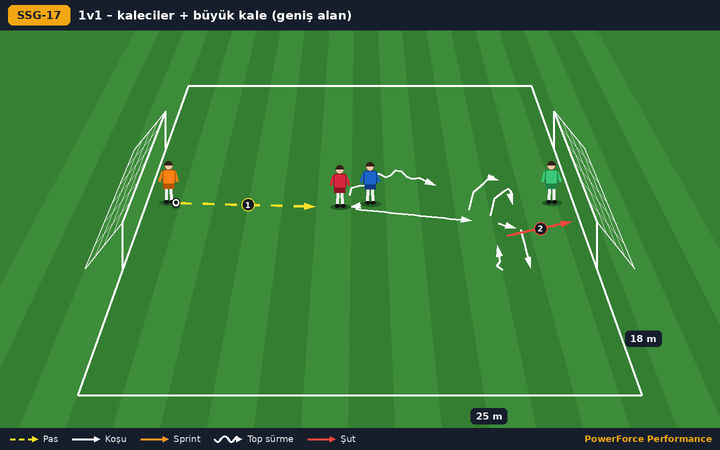 SSG-17 1v1 – kaleciler + büyük kale (geniş alan)
1
2
18 m
25 m
Pas Koşu Sprint Top sürme Şut PowerForce Performance